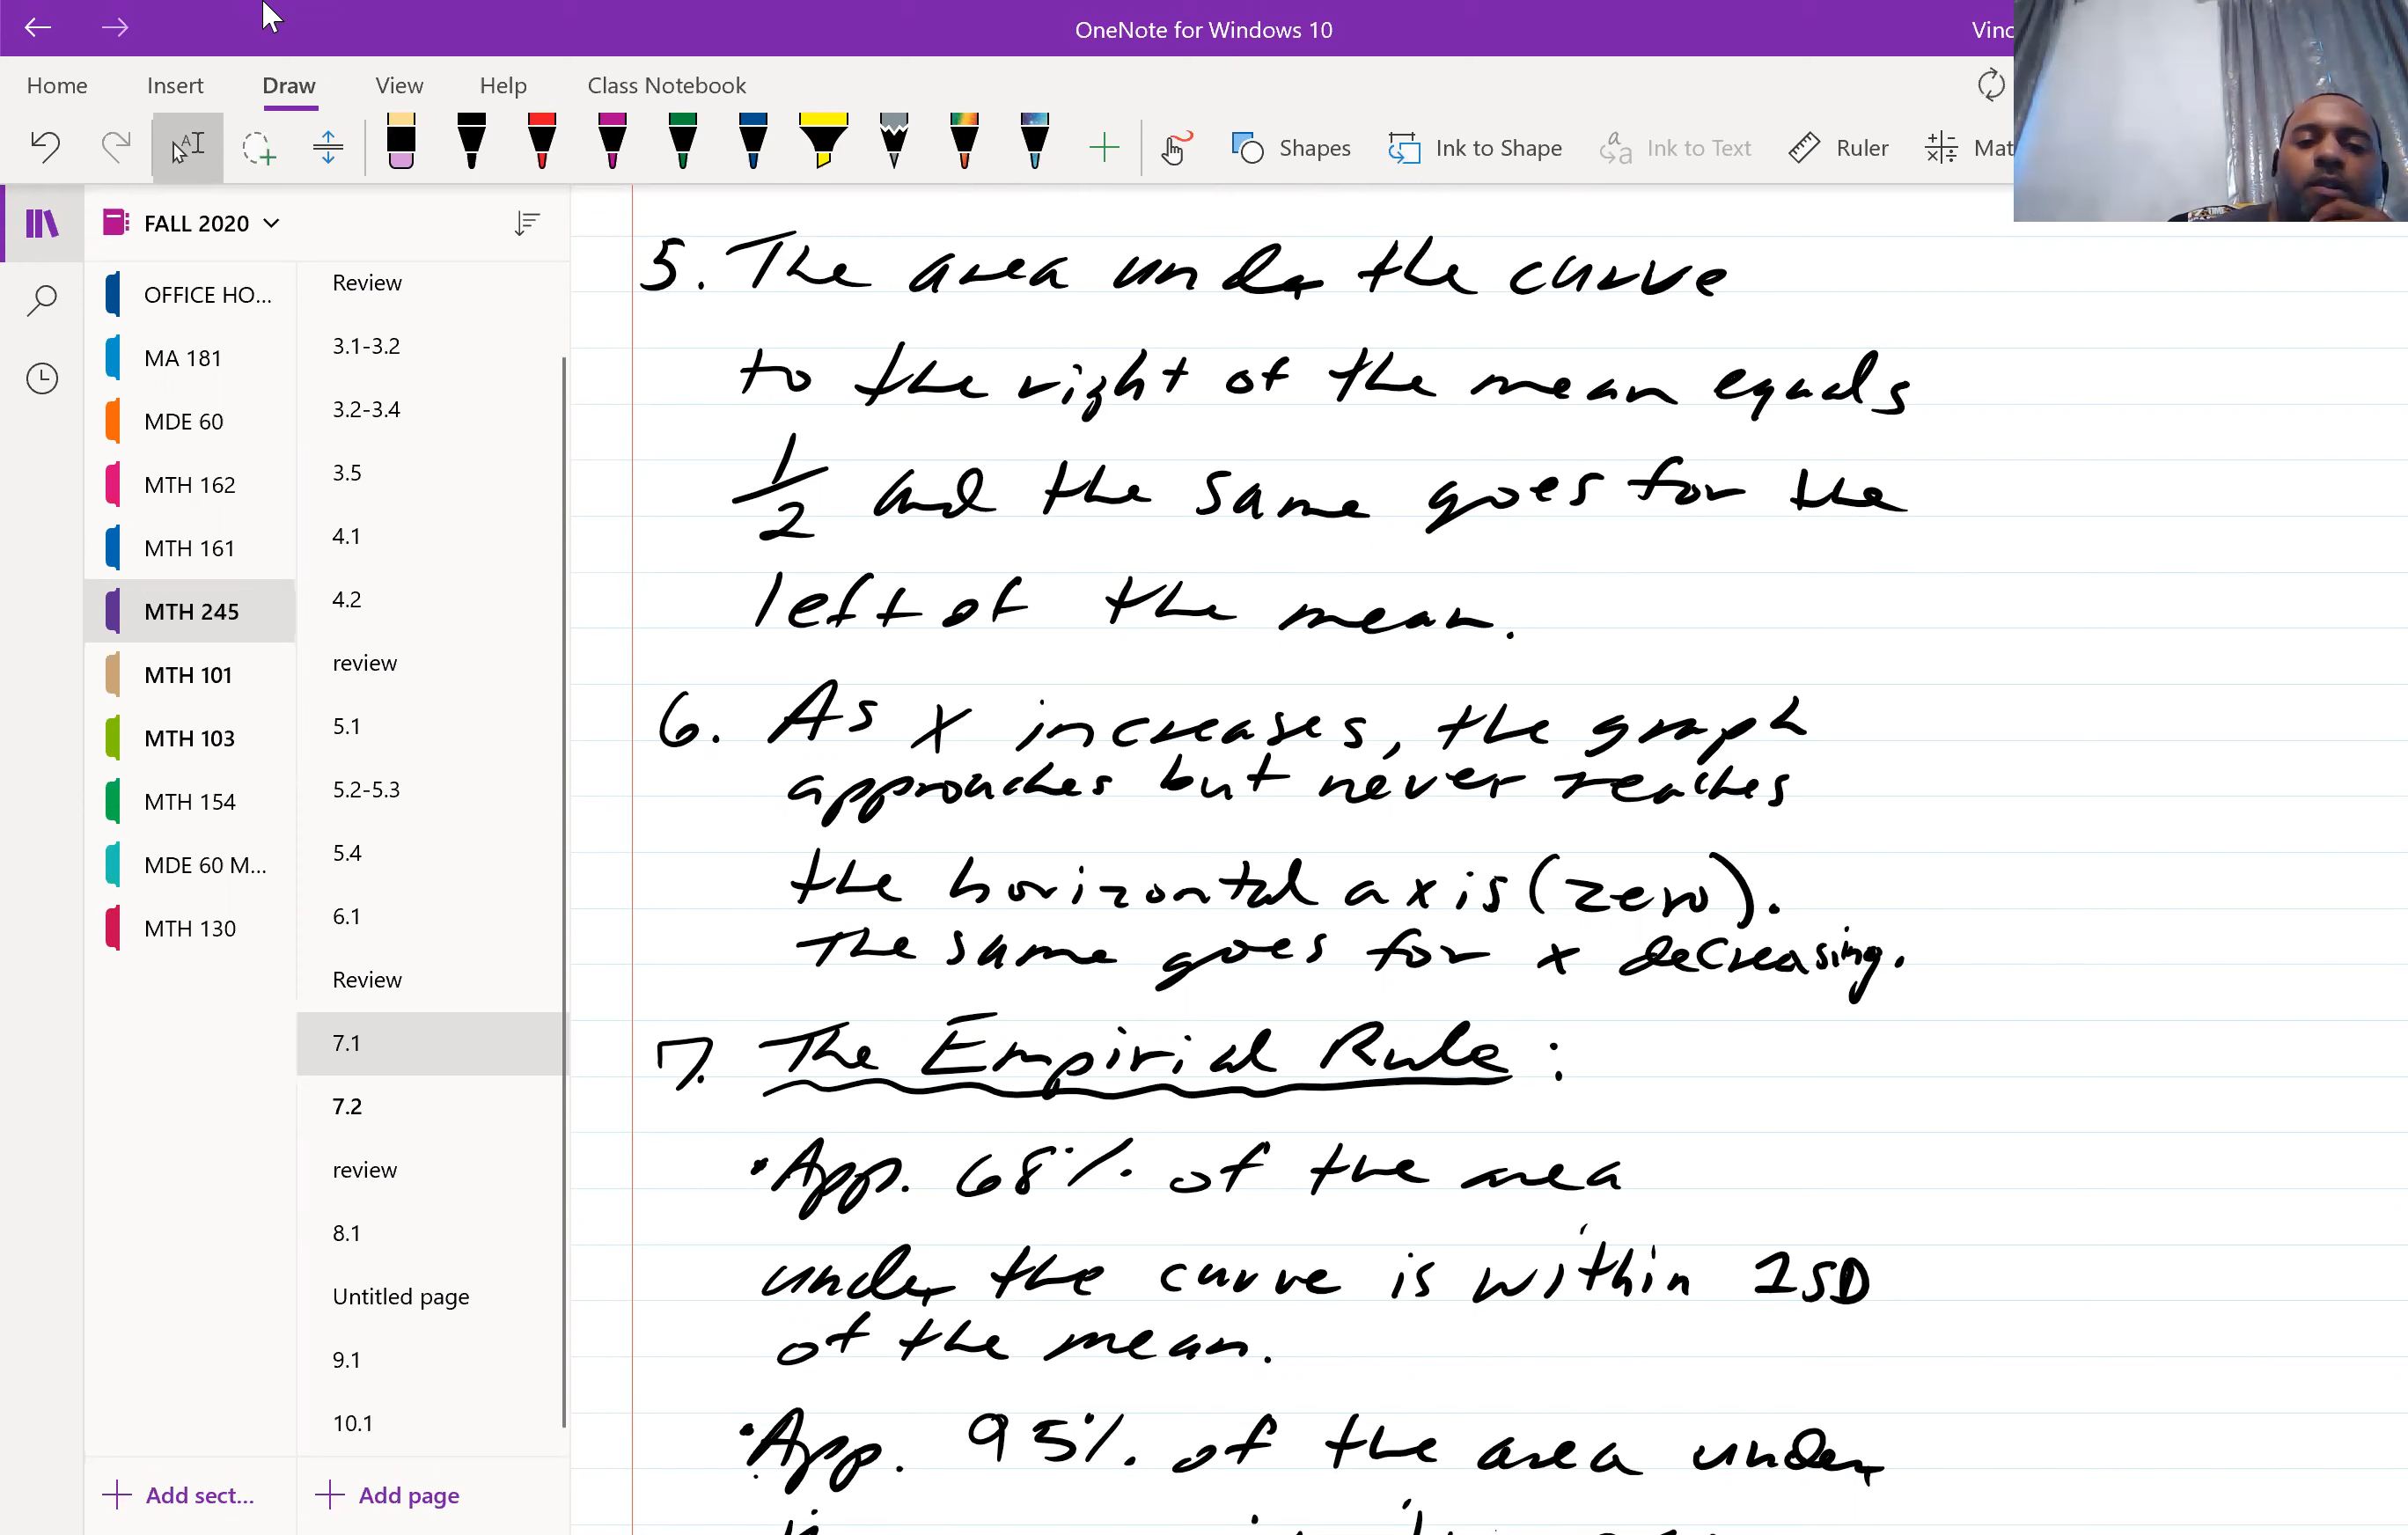 OneNote for Windows 10
Vinc
Home Insert Draw View Help Class Notebook
Shapes Ink to Shape Ink to Text Ruler Mat
FALL 2020
OFFICE HO...
MA 181
MDE 60
MTH 162
MTH 161
MTH 245
MTH 101
MTH 103
MTH 154
MDE 60 M...
MTH 130
Add sect...
Review
3.1-3.2
3.2-3.4
3.5
4.1
4.2
review
5.1
5.2-5.3
5.4
6.1
Review
7.1
7.2
review
8.1
Untitled page
9.1
10.1
Add page
5. The area under the curve
to the right of the mean equals
1/2 and the same goes for the
left of the mean.
6. As x increases, the graph
approaches but never reaches
the horizontal axis (zero).
The same goes for x decreasing.
7. The Empirial Rule:
• App. 68% of the area
under the curve is within 1SD
of the mean.
• App. 95% of the area under